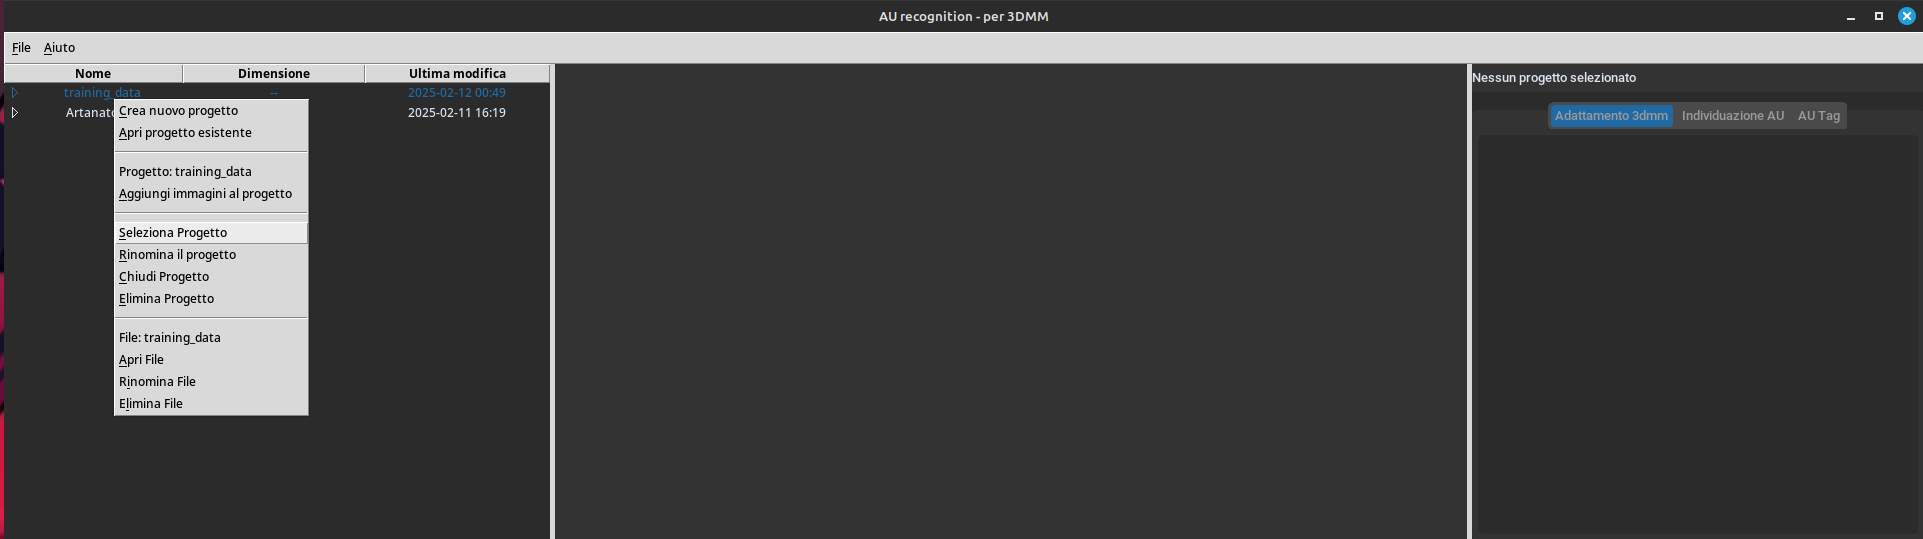 AU recognition - per 3DMM
File Aiuto
Nome Dimensione Ultima modifica
training_data -- 2025-02-12 00:49
2025-02-11 16:19
Crea nuovo progetto
Apri progetto esistente
Progetto: training_data
Aggiungi immagini al progetto
Seleziona Progetto
Rinomina il progetto
Chiudi Progetto
Elimina Progetto
File: training_data
Apri File
Rinomina File
Elimina File
Nessun progetto selezionato
Adattamento 3dmm Individuazione AU AU Tag